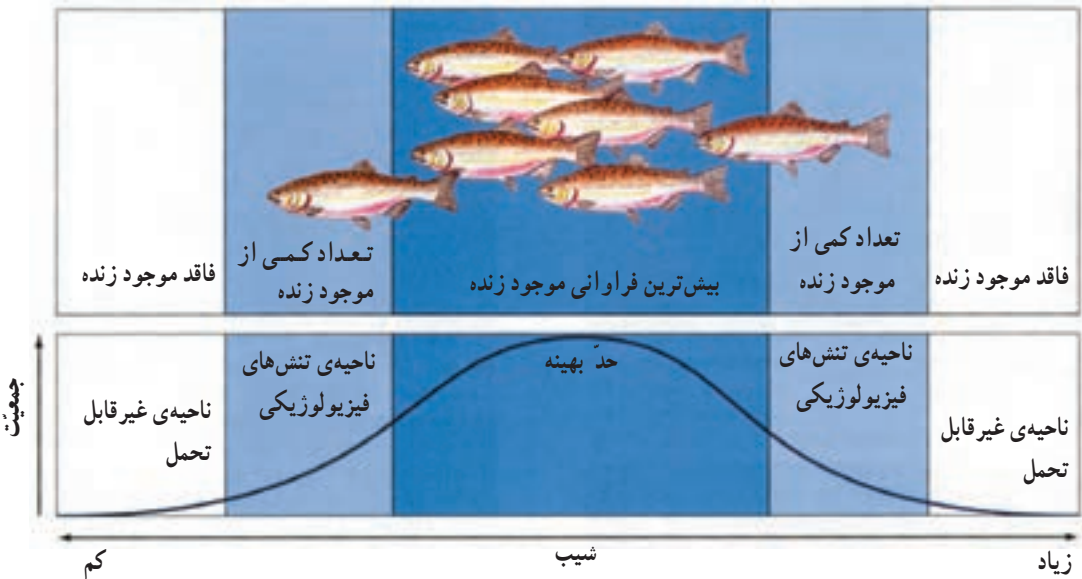 فاقد موجود زنده
تعداد کمی از
موجود زنده
بیش‌ترین فراوانی موجود زنده
تـعـداد کـمـی از
موجود زنده
فاقد موجود زنده
ناحیه‌ی غیرقابل
تحمل
ناحیه‌ی تنش‌های
فیزیولوژیکی
حدّ بهینه
ناحیه‌ی تنش‌های
فیزیولوژیکی
ناحیه‌ی غیرقابل
تحمل
جمعیّت
زیاد
شیب
کم